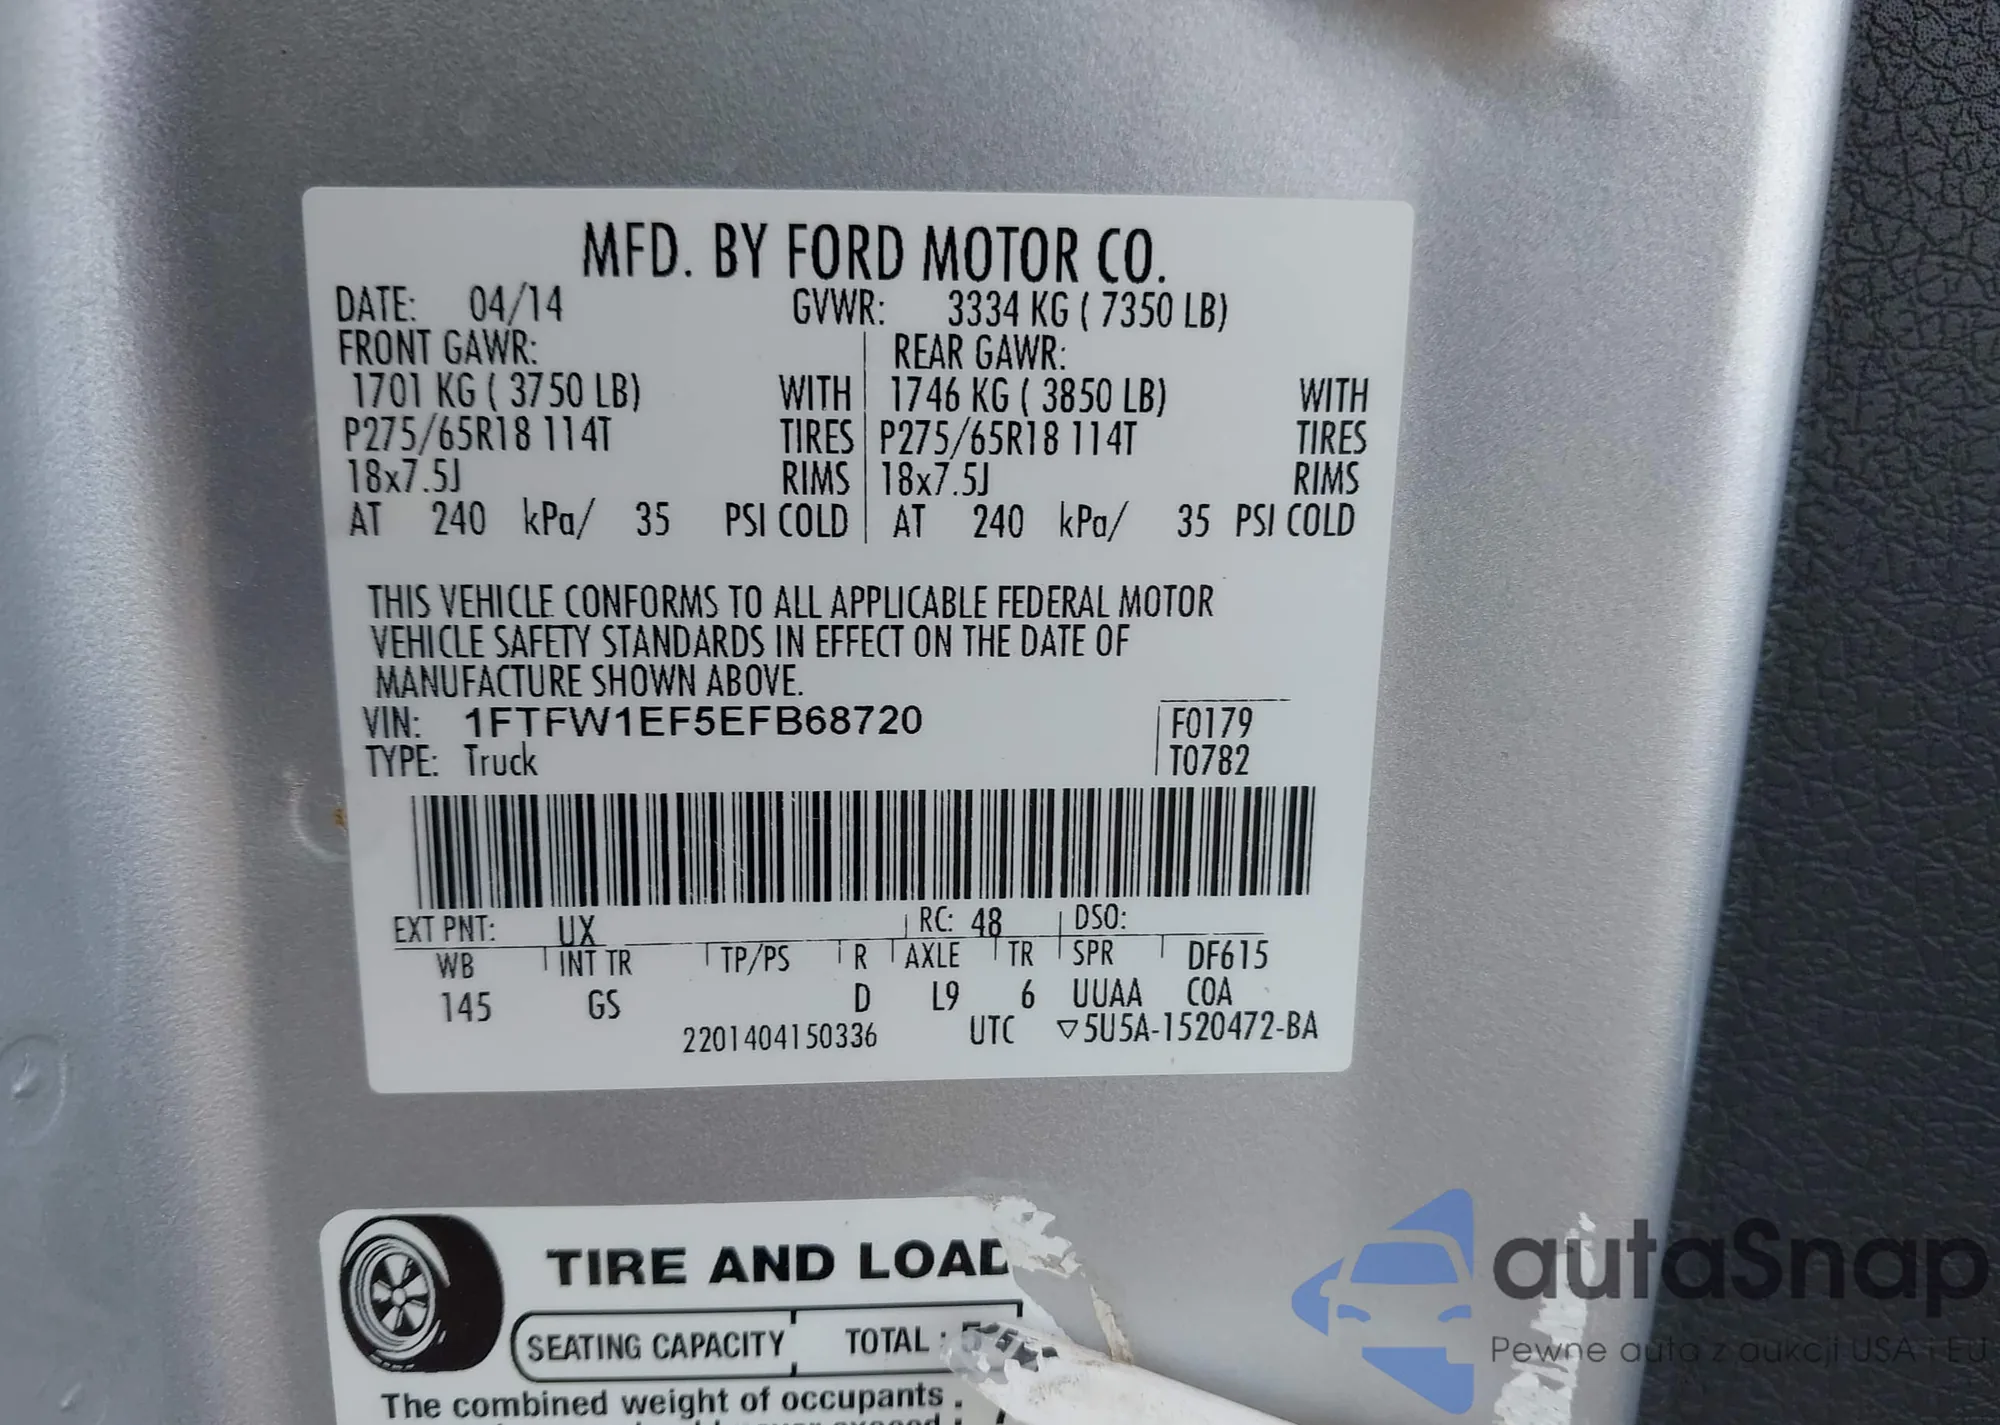 MFD. BY FORD MOTOR CO.
DATE: 04/14 GVWR: 3334 KG ( 7350 LB)
FRONT GAWR: REAR GAWR:
1701 KG ( 3750 LB) WITH 1746 KG ( 3850 LB) WITH
P275/65R18 114T TIRES P275/65R18 114T TIRES
18x7.5J RIMS 18x7.5J RIMS
AT 240 kPa/ 35 PSI COLD AT 240 kPa/ 35 PSI COLD
THIS VEHICLE CONFORMS TO ALL APPLICABLE FEDERAL MOTOR
VEHICLE SAFETY STANDARDS IN EFFECT ON THE DATE OF
MANUFACTURE SHOWN ABOVE.
VIN: 1FTFW1EF5EFB68720 F0179
TYPE: Truck T0782
EXT PNT: UX RC: 48 DSO:
WB INT TR TP/PS R AXLE TR SPR DF615
145 GS D L9 6 UUAA COA
2201404150336 UTC ▽5U5A-1520472-BA
TIRE AND LOAD
SEATING CAPACITY TOTAL :
The combined weight of occupants
autaSnap
Pewne auta z aukcji USA i EU